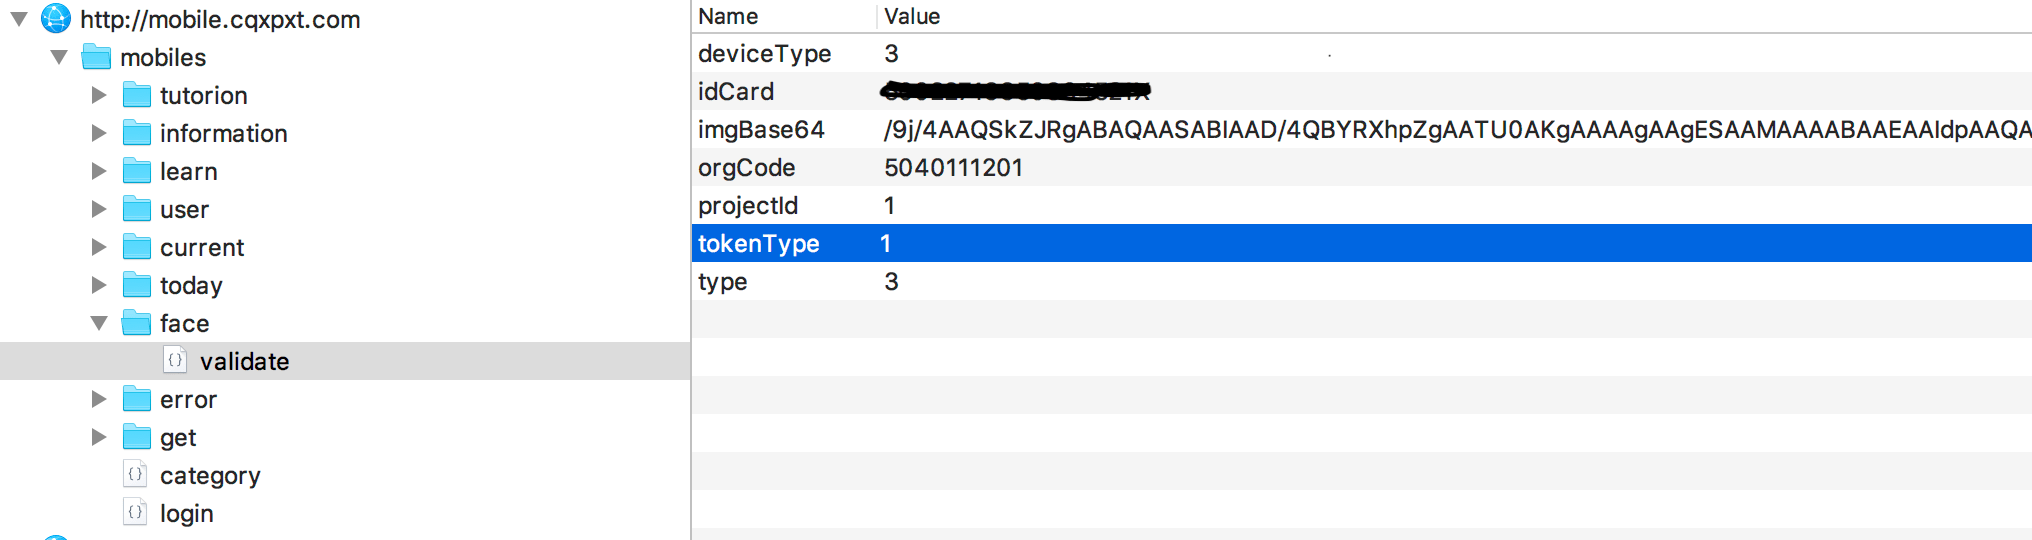 http://mobile.cqxpxt.com
mobiles
tutorion
information
learn
user
current
today
face
validate
error
get
category
login
Name Value
deviceType 3
idCard
imgBase64 /9j/4AAQSkZJRgABAQAASABIAAD/4QBYRXhpZgAATU0AKgAAAAgAAgESAAMAAAABAAEAAIdpAAQA
orgCode 5040111201
projectId 1
tokenType 1
type 3